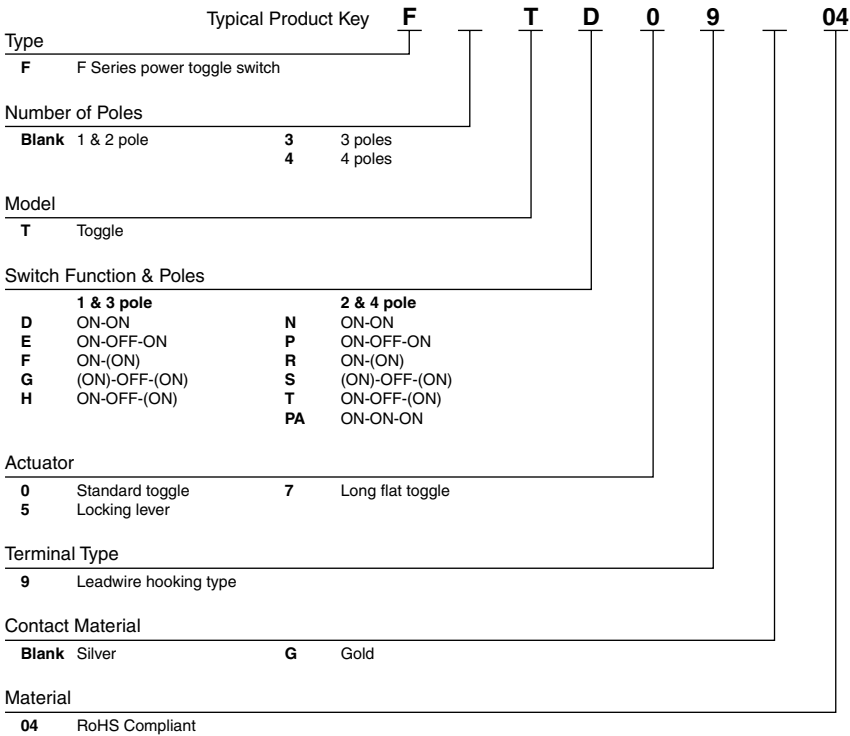 Typical Product Key F T D 0 9 04
Type
F F Series power toggle switch
Number of Poles
Blank 1 & 2 pole 3 3 poles
4 4 poles
Model
T Toggle
Switch Function & Poles
1 & 3 pole 2 & 4 pole
D ON-ON N ON-ON
E ON-OFF-ON P ON-OFF-ON
F ON-(ON) R ON-(ON)
G (ON)-OFF-(ON) S (ON)-OFF-(ON)
H ON-OFF-(ON) T ON-OFF-(ON)
PA ON-ON-ON
Actuator
0 Standard toggle 7 Long flat toggle
5 Locking lever
Terminal Type
9 Leadwire hooking type
Contact Material
Blank Silver G Gold
Material
04 RoHS Compliant